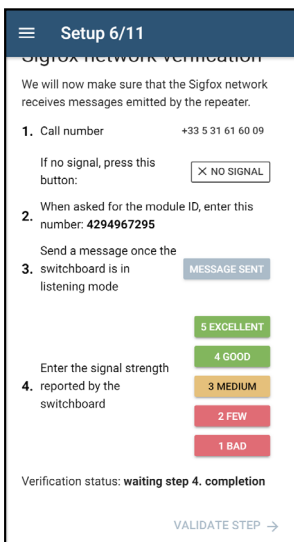 Setup 6/11
Sigfox network verification
We will now make sure that the Sigfox network
receives messages emitted by the repeater.
1. Call number +33 5 31 61 60 09
If no signal, press this
button:
× NO SIGNAL
When asked for the module ID, enter this
2. number: 4294967295
Send a message once the
3. switchboard is in
listening mode
MESSAGE SENT
5 EXCELLENT
4 GOOD
Enter the signal strength
4. reported by the
switchboard
3 MEDIUM
2 FEW
1 BAD
Verification status: waiting step 4. completion
VALIDATE STEP →